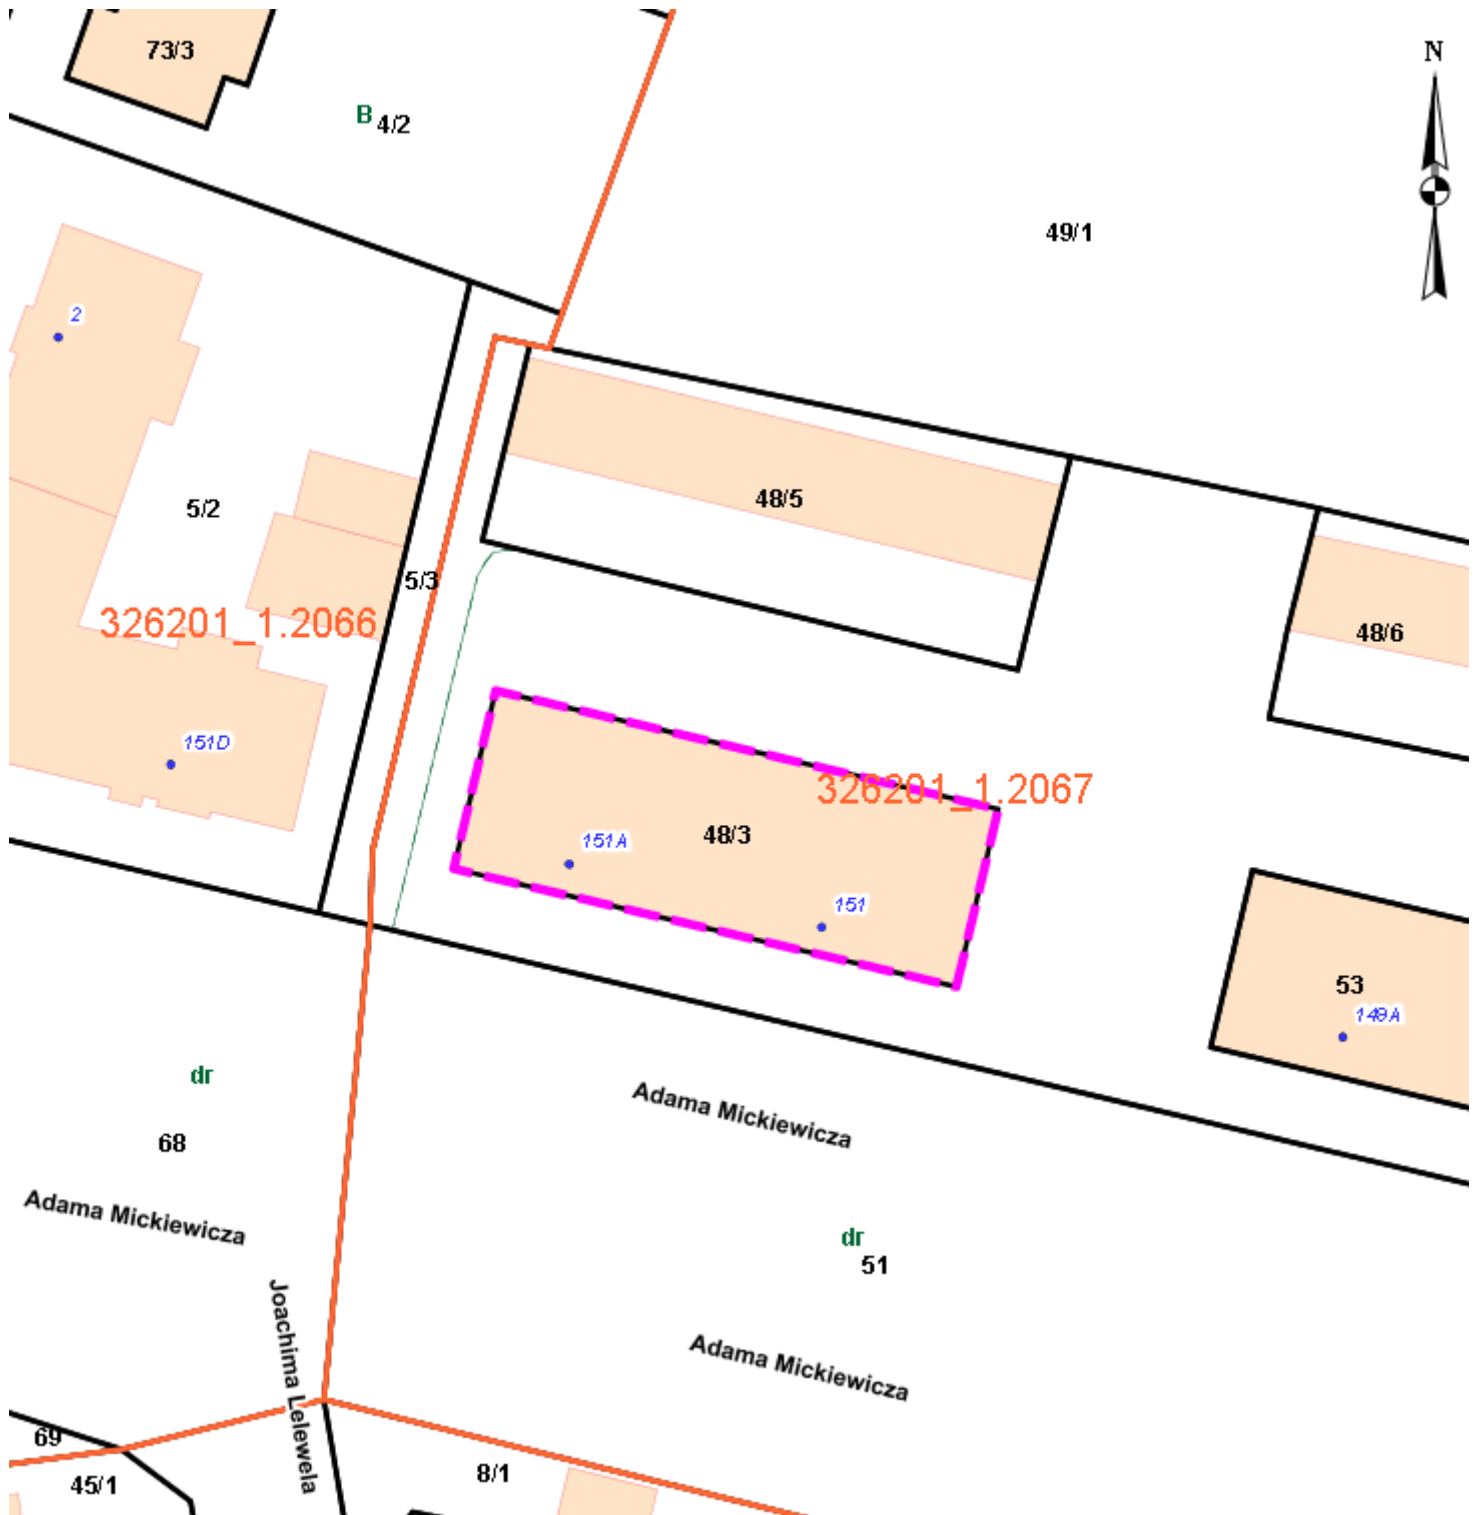 73/3
N
B 4/2
49/1
2
48/5
5/2
5/3
326201_1.2066
48/6
151D
326201_1.2067
151A
48/3
151
53
149A
dr
Adama Mickiewicza
68
Adama Mickiewicza
dr
51
Joachima Lelewela
Adama Mickiewicza
69
45/1
8/1